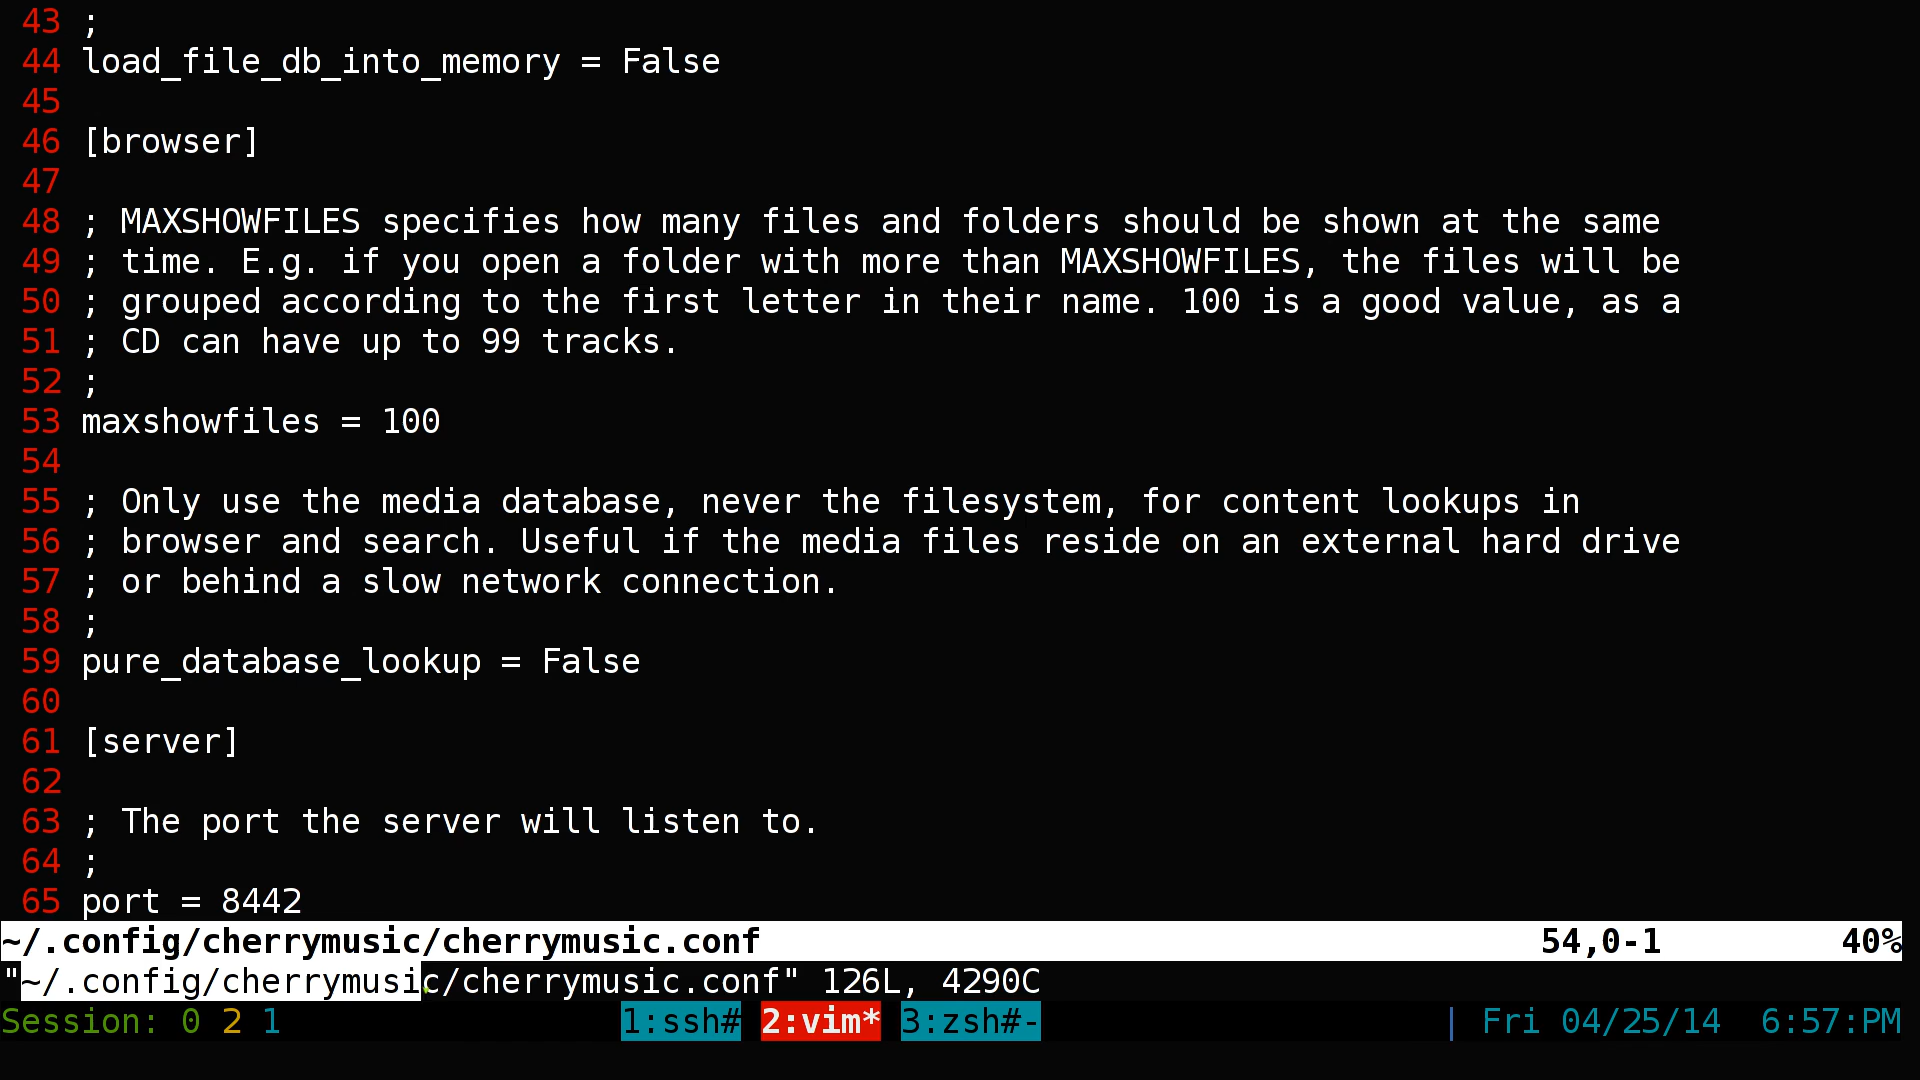 43 ;
44 load_file_db_into_memory = False
45
46 [browser]
47
48 ; MAXSHOWFILES specifies how many files and folders should be shown at the same
49 ; time. E.g. if you open a folder with more than MAXSHOWFILES, the files will be
50 ; grouped according to the first letter in their name. 100 is a good value, as a
51 ; CD can have up to 99 tracks.
52 ;
53 maxshowfiles = 100
54
55 ; Only use the media database, never the filesystem, for content lookups in
56 ; browser and search. Useful if the media files reside on an external hard drive
57 ; or behind a slow network connection.
58 ;
59 pure_database_lookup = False
60
61 [server]
62
63 ; The port the server will listen to.
64 ;
65 port = 8442
~/.config/cherrymusic/cherrymusic.conf 54,0-1 40%
"~/.config/cherrymusic/cherrymusic.conf" 126L, 4290C
Session: 0 2 1 1:ssh# 2:vim* 3:zsh#- | Fri 04/25/14 6:57:PM